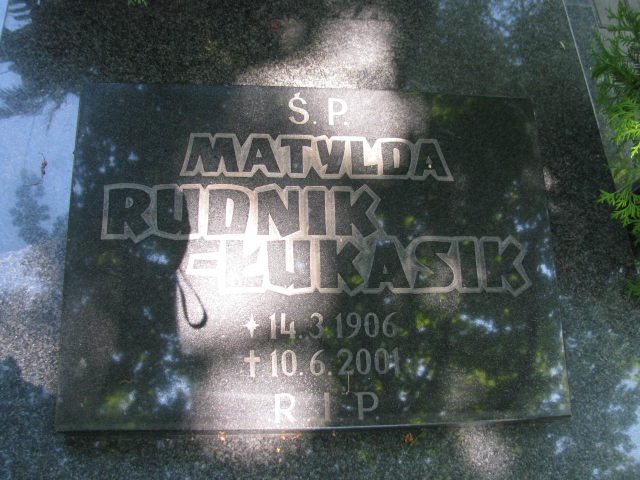 Ś.P.
MATYLDA
RUDNIK
-ŁUKASIK
* 14.3.1906
✝ 10.6.2001
R I P